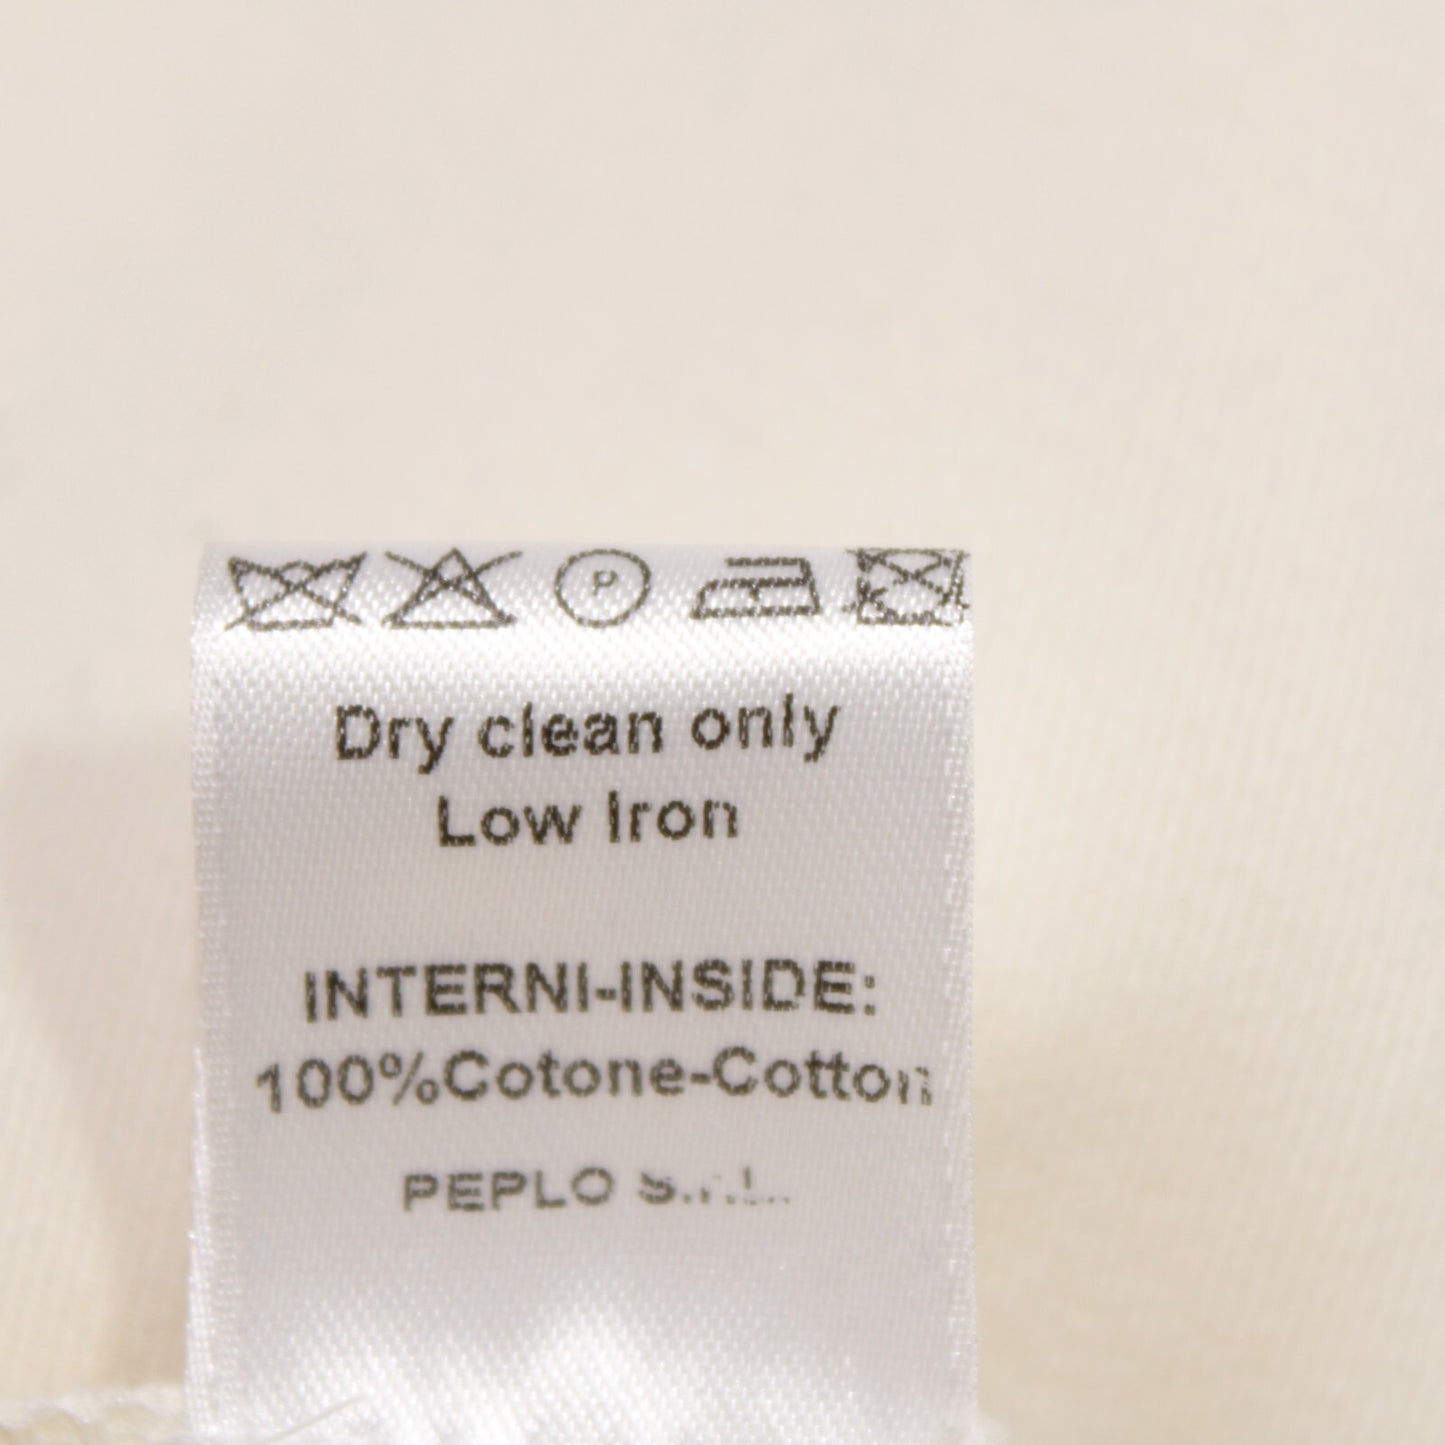 P
Dry clean only
Low Iron
INTERNI-INSIDE:
100%Cotone-Cotton
PEPLO S.r.L.